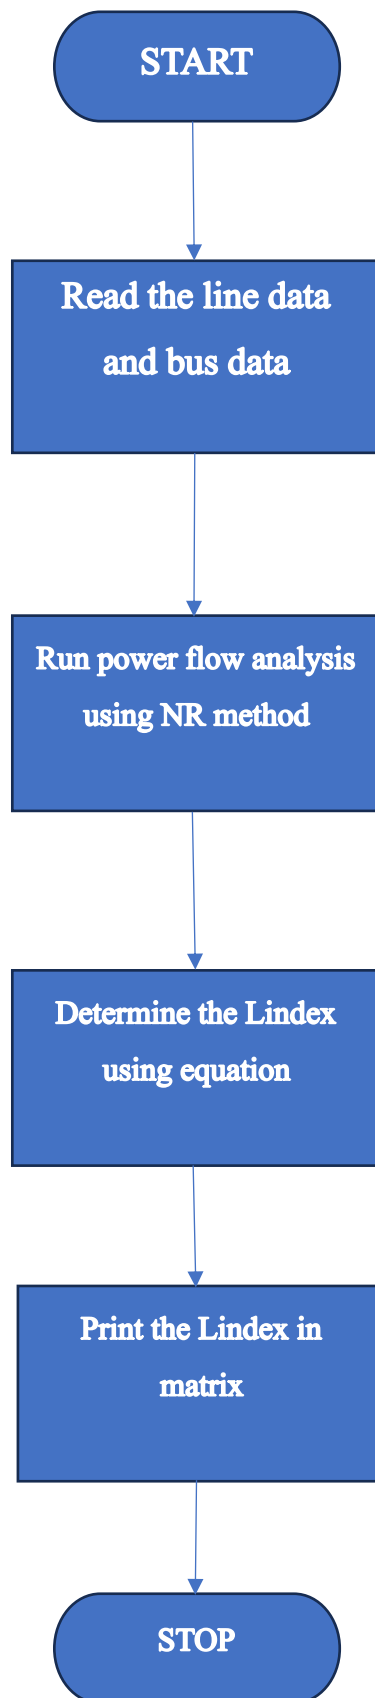 START
Read the line data
and bus data
Run power flow analysis
using NR method
Determine the Lindex
using equation
Print the Lindex in
matrix
STOP